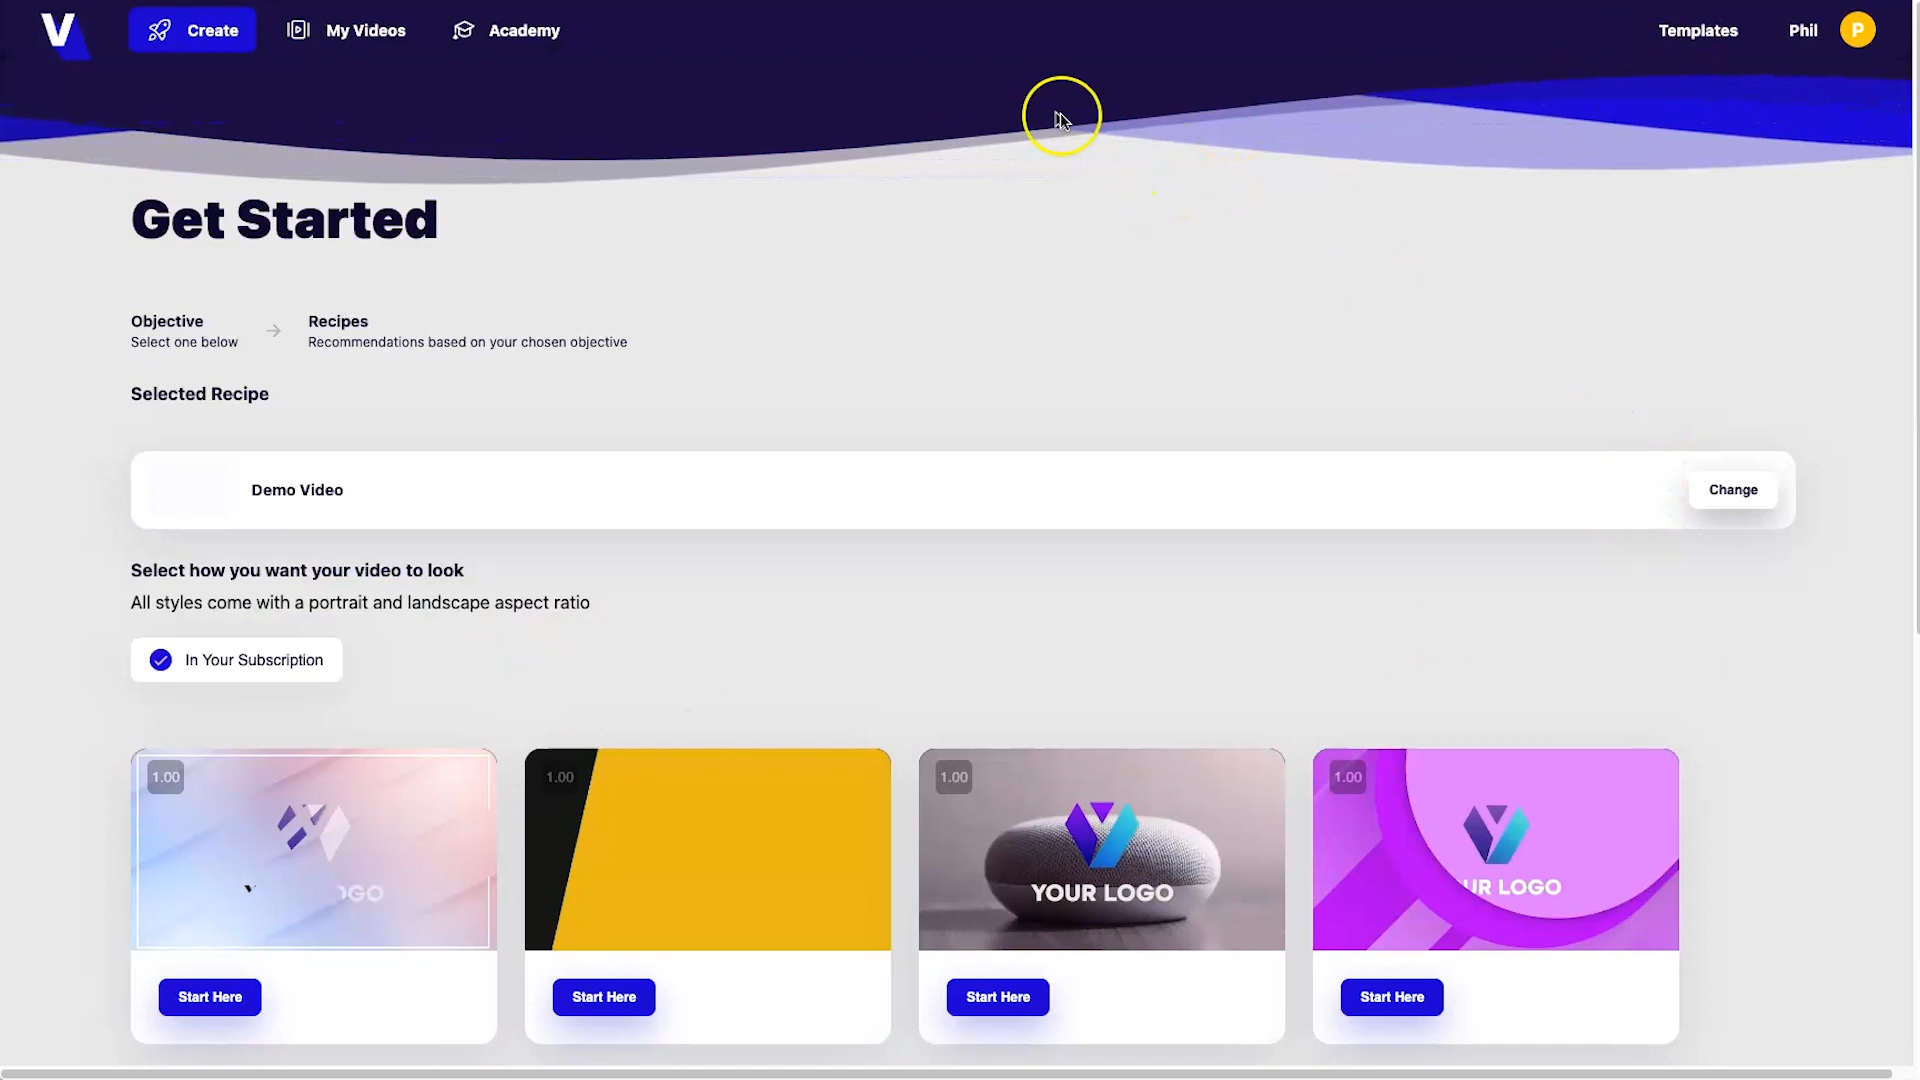 V
Create
My Videos
Academy
Templates
Phil
P
Get Started
Objective
Select one below
Recipes
Recommendations based on your chosen objective
Selected Recipe
Demo Video
Change
Select how you want your video to look
All styles come with a portrait and landscape aspect ratio
In Your Subscription
1.00
1.00
1.00
1.00
OGO
YOUR LOGO
UR LOGO
Start Here
Start Here
Start Here
Start Here